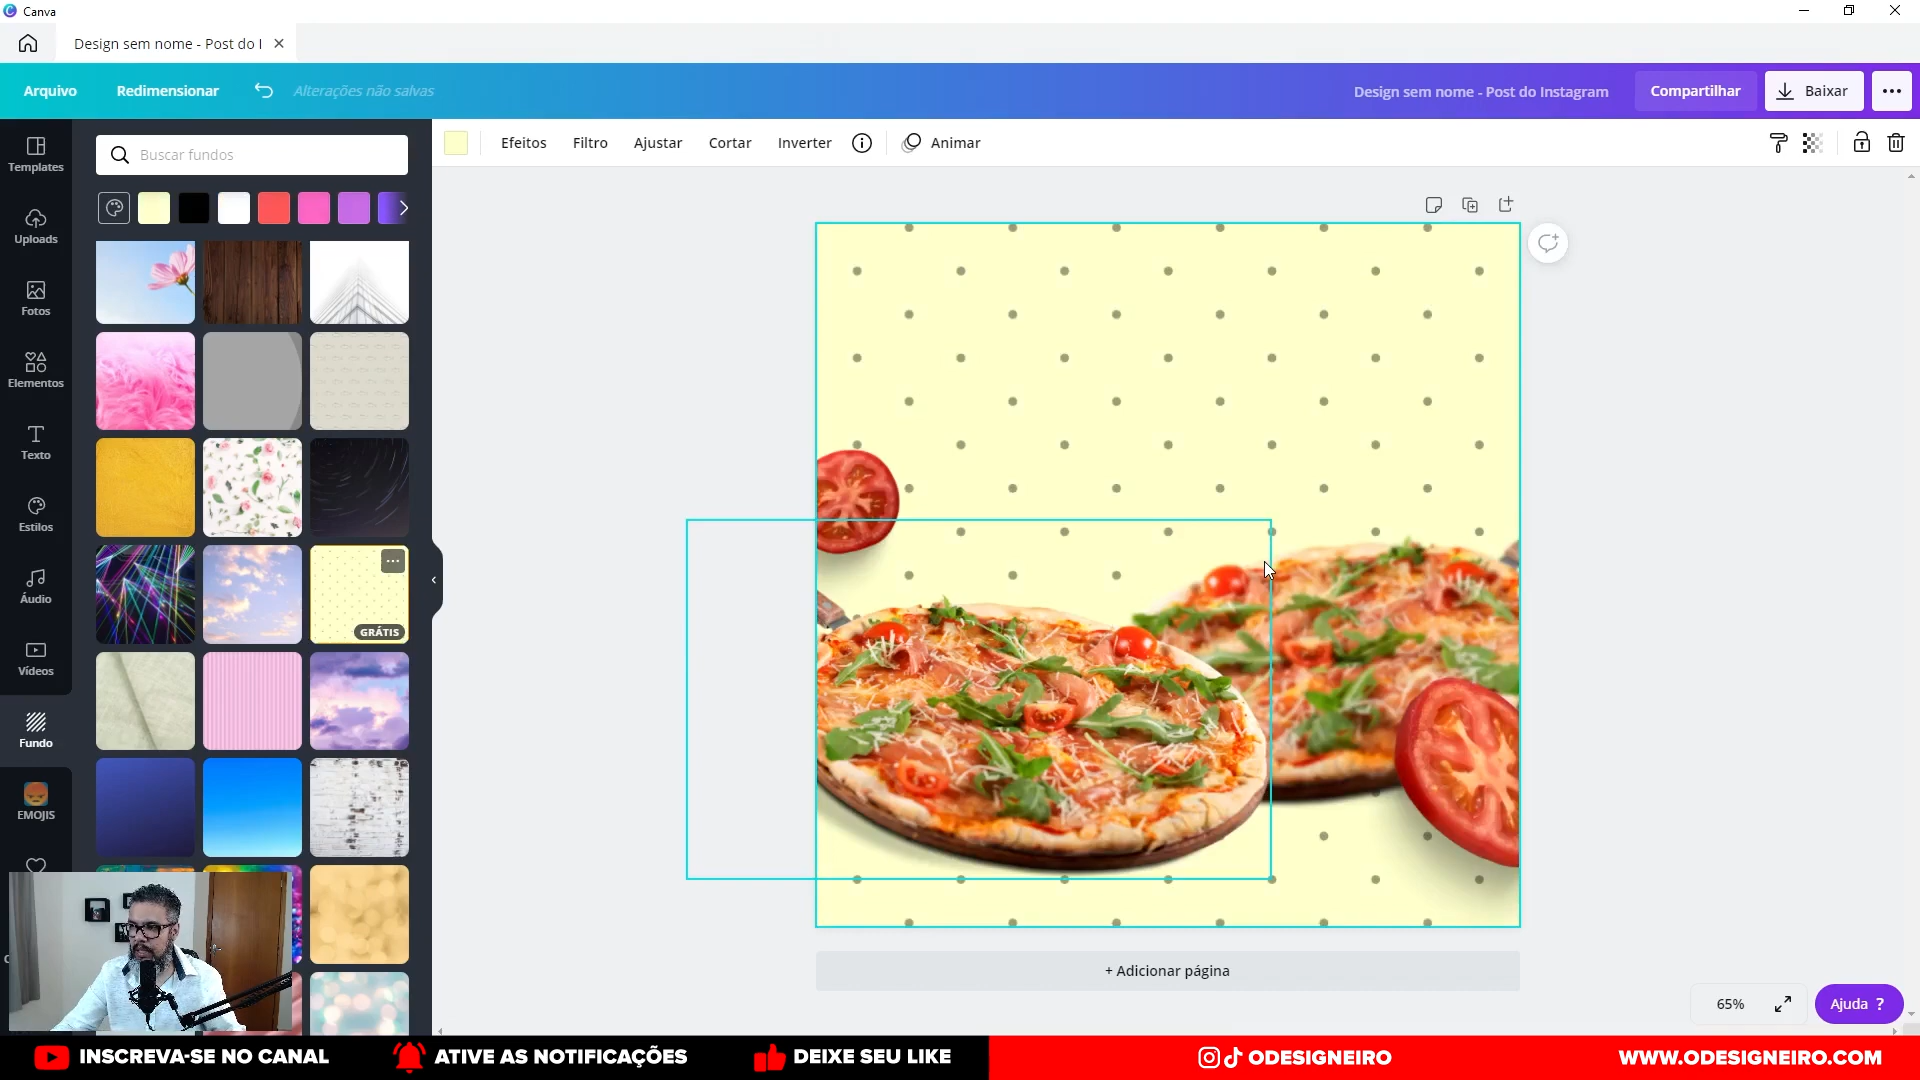 Canva
Design sem nome - Post do I
Arquivo
Redimensionar
Alterações não salvas
Design sem nome - Post do Instagram
Compartilhar
Baixar
Templates
Uploads
Fotos
Elementos
Texto
Estilos
Áudio
Vídeos
Fundo
EMOJIS
Buscar fundos
GRÁTIS
Efeitos
Filtro
Ajustar
Cortar
Inverter
Animar
+ Adicionar página
65%
Ajuda ?
INSCREVA-SE NO CANAL
ATIVE AS NOTIFICAÇÕES
DEIXE SEU LIKE
ODESIGNEIRO
WWW.ODESIGNEIRO.COM